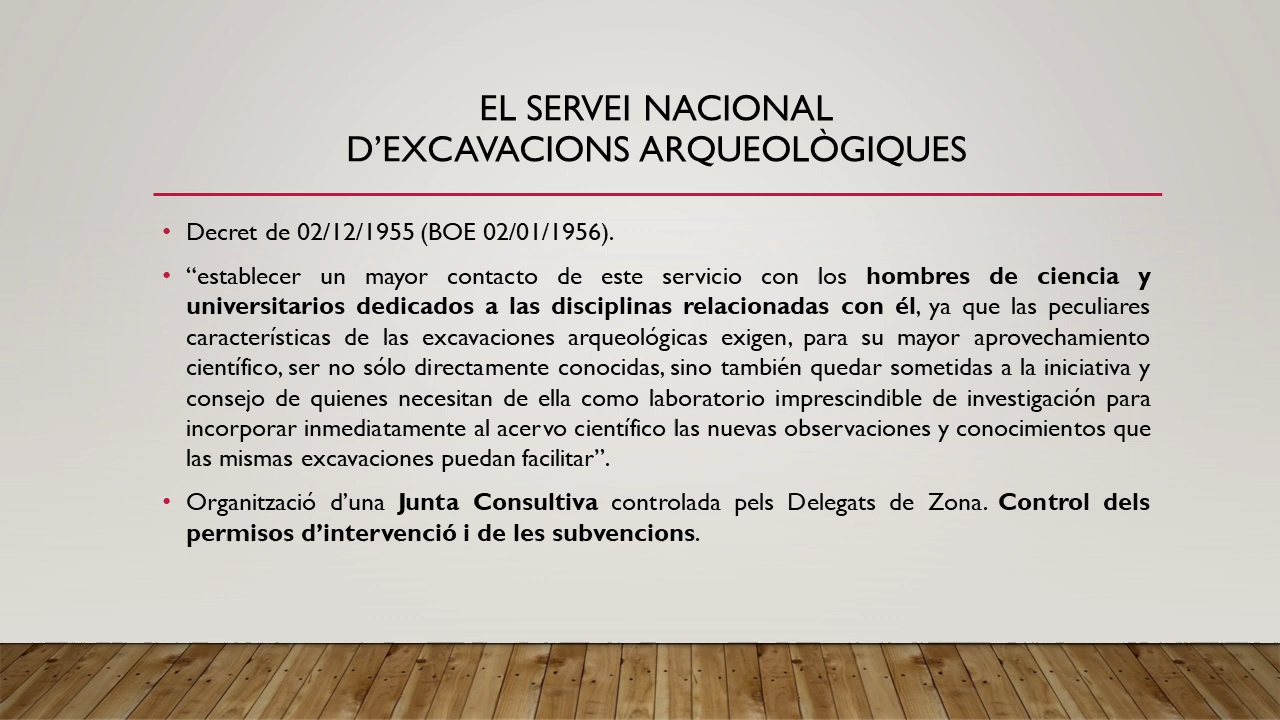 EL SERVEI NACIONAL
D’EXCAVACIONS ARQUEOLÒGIQUES
• Decret de 02/12/1955 (BOE 02/01/1956).
• “establecer un mayor contacto de este servicio con los hombres de ciencia y
universitarios dedicados a las disciplinas relacionadas con él, ya que las peculiares
características de las excavaciones arqueológicas exigen, para su mayor aprovechamiento
científico, ser no sólo directamente conocidas, sino también quedar sometidas a la iniciativa y
consejo de quienes necesitan de ella como laboratorio imprescindible de investigación para
incorporar inmediatamente al acervo científico las nuevas observaciones y conocimientos que
las mismas excavaciones puedan facilitar”.
• Organització d’una Junta Consultiva controlada pels Delegats de Zona. Control dels
permisos d’intervenció i de les subvencions.